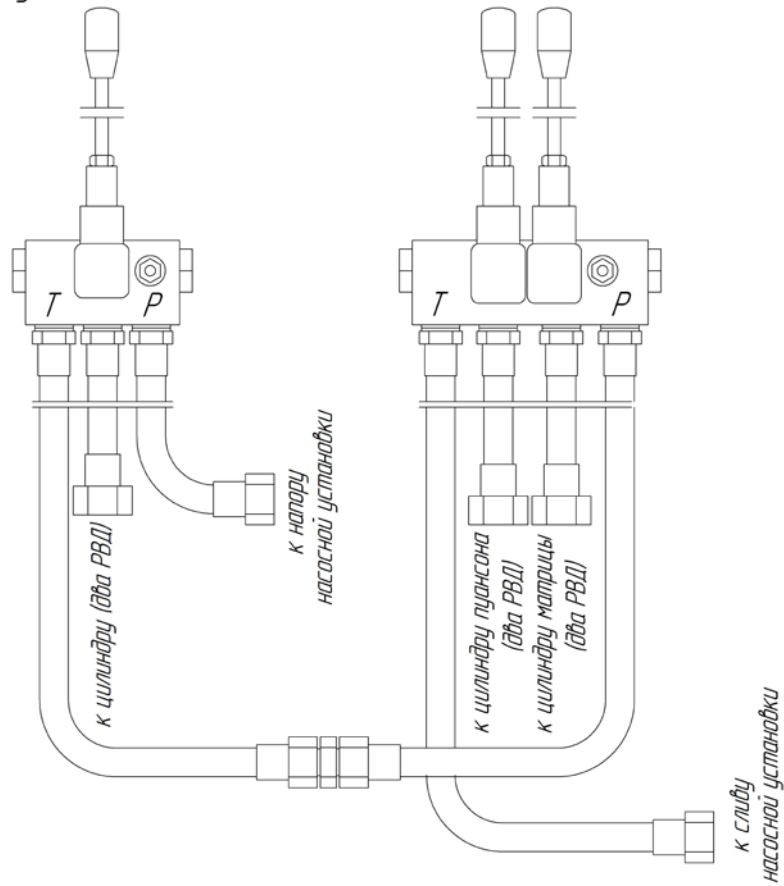 T
P
T
P
к цилиндру (два РВД)
к напору
насосной установки
к цилиндру пуансона
(два РВД)
к цилиндру матрицы
(два РВД)
к сливу
насосной установки